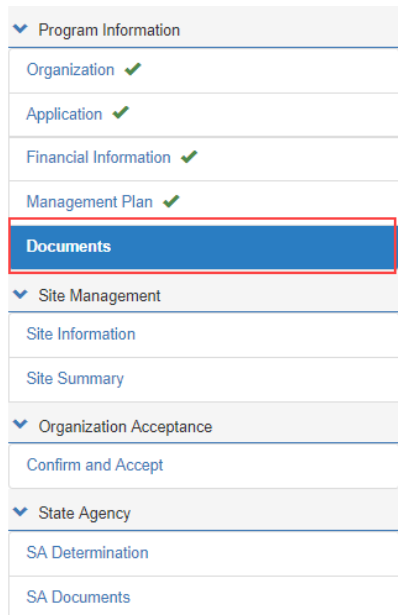 Program Information
Organization
Application
Financial Information
Management Plan
Documents
Site Management
Site Information
Site Summary
Organization Acceptance
Confirm and Accept
State Agency
SA Determination
SA Documents